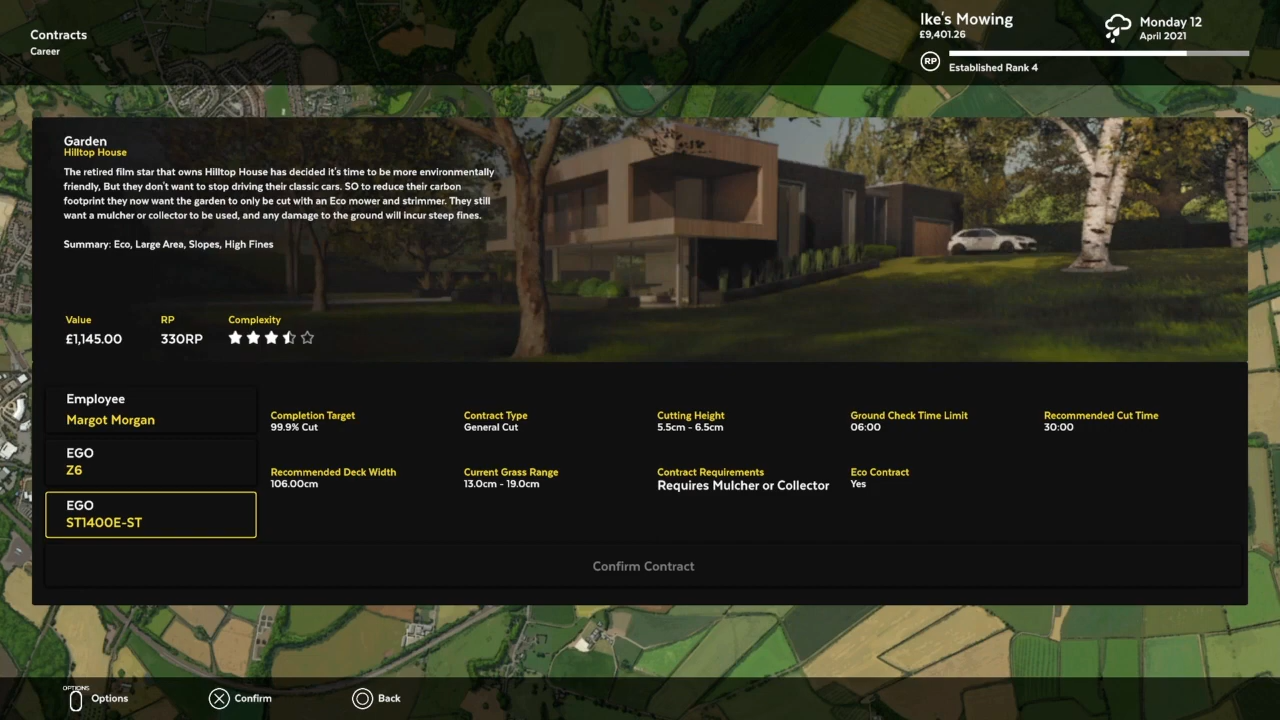 Contracts
Career
Ike's Mowing
£9,401.26
Monday 12
April 2021
RP
Established Rank 4
Garden
Hilltop House
The retired film star that owns Hilltop House has decided it's time to be more environmentally
friendly, But they don't want to stop driving their classic cars. SO to reduce their carbon
footprint they now want the garden to only be cut with an Eco mower and strimmer. They still
want a mulcher or collector to be used, and any damage to the ground will incur steep fines.
Summary: Eco, Large Area, Slopes, High Fines
Value
RP
Complexity
£1,145.00
330RP
Employee
Margot Morgan
EGO
Z6
EGO
ST1400E-ST
Completion Target
99.9% Cut
Contract Type
General Cut
Cutting Height
5.5cm - 6.5cm
Ground Check Time Limit
06:00
Recommended Cut Time
30:00
Recommended Deck Width
106.00cm
Current Grass Range
13.0cm - 19.0cm
Contract Requirements
Requires Mulcher or Collector
Eco Contract
Yes
Confirm Contract
OPTIONS
Options
Confirm
Back